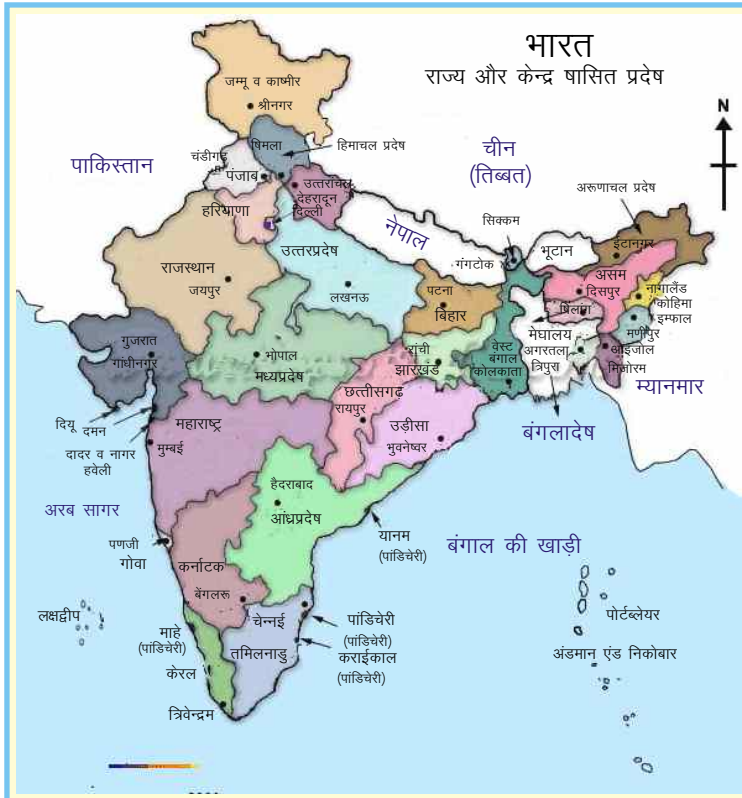 भारत
राज्य और केन्द्र षासित प्रदेष
N
जम्मू व काष्मीर
श्रीनगर
चीन
(तिब्बत)
पाकिस्तान
चंडीगढ़
षिमला
हिमाचल प्रदेष
पंजाब
उत्तरांचल
देहरादून
हरियाणा
दिल्ली
अरूणाचल प्रदेष
नेपाल
सिक्कम
भूटान
ईटानगर
उत्तरप्रदेष
गंगटोक
असम
राजस्थान
दिसपुर
जयपुर
लखनऊ
पटना
बिहार
नागालैंड
कोहिमा
इम्फाल
षिलांग
मेघालय
मणीपुर
गुजरात
गांधीनगर
भोपाल
मध्यप्रदेष
रांची
झारखंड
वेस्ट
बंगाल
कोलकाता
अगरतला
त्रिपुरा
आईजोल
मिजोरम
छत्तीसगढ़
रायपुर
म्यानमार
दियू
दमन
महाराष्ट्र
उड़ीसा
भुवनेष्वर
बंगलादेष
दादर व नागर
हवेली
मुम्बई
हैदराबाद
आंध्रप्रदेष
अरब सागर
यानम
(पांडिचेरी)
बंगाल की खाड़ी
पणजी
गोवा
कर्नाटक
बेंगलरू
लक्षद्वीप
चेन्नई
पांडिचेरी
(पांडिचेरी)
पोर्टब्लेयर
माहे
(पांडिचेरी)
तमिलनाडु
कराईकाल
(पांडिचेरी)
अंडमान एंड निकोबार
केरल
त्रिवेन्द्रम